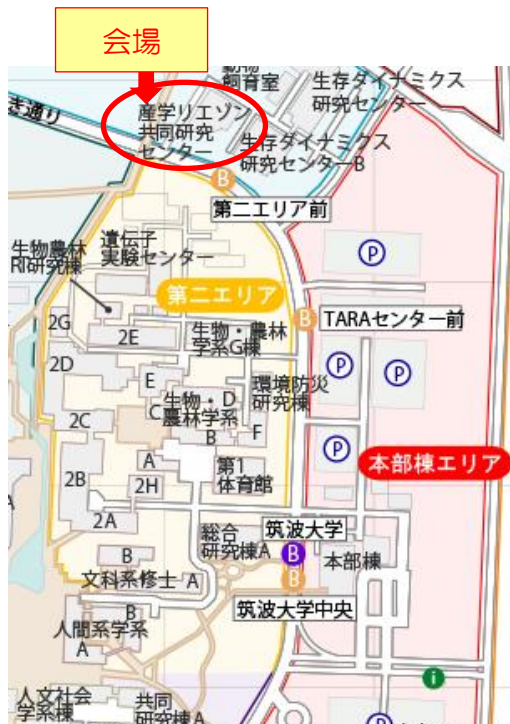 会場
動物
飼育室
生存ダイナミクス
研究センター
き通り
産学リエゾン
共同研究
センター
生存ダイナミクス
研究センターB
B
第二エリア前
生物農林
RI研究棟
遺伝子
実験センター
P
第二エリア
2G
2E
生物・農林
学系G棟
B
TARAセンター前
2D
E
P
P
環境防災
研究棟
生物・D
農林学系
C
2C
B
F
P
本部棟エリア
A
第1
体育館
2B
2H
A
2A
総合
研究棟A
筑波大学
B
本部棟
B
B
文科系修士
A
筑波大学中央
B
人間系学系
A
i
人文社会
学系棟
共同
研究棟A
P